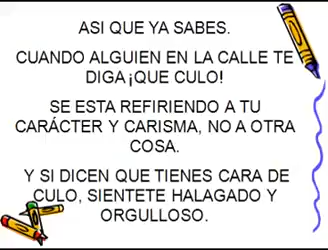 ASI QUE YA SABES.
CUANDO ALGUIEN EN LA CALLE TE
DIGA ¡QUE CULO!
SE ESTA REFIRIENDO A TU
CARÁCTER Y CARISMA, NO A OTRA
COSA.
Y SI DICEN QUE TIENES CARA DE
CULO, SIENTETE HALAGADO Y
ORGULLOSO.